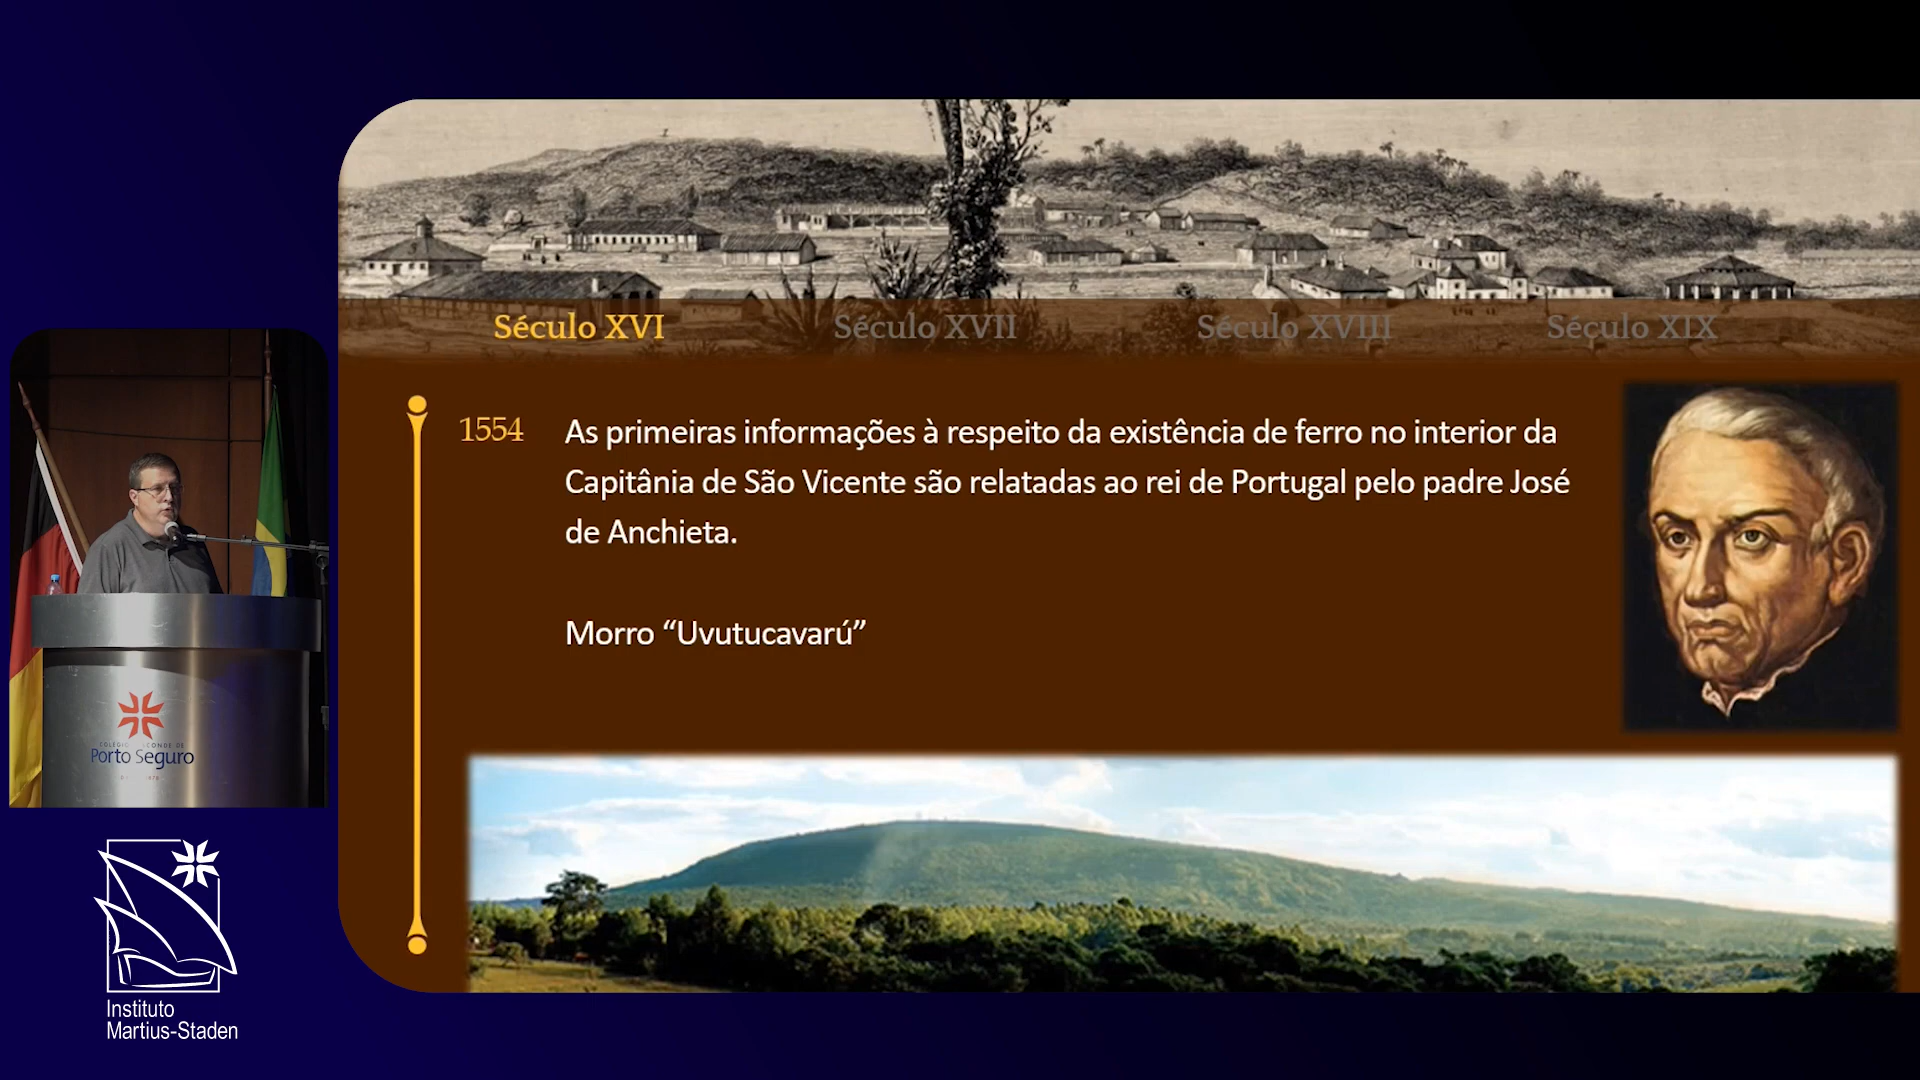 Século XVI
Século XVII
Século XVIII
Século XIX
1554
As primeiras informações à respeito da existência de ferro no interior da
Capitânia de São Vicente são relatadas ao rei de Portugal pelo padre José
de Anchieta.
Morro “Uvutucavarú”
Porto Seguro
Instituto
Martius-Staden